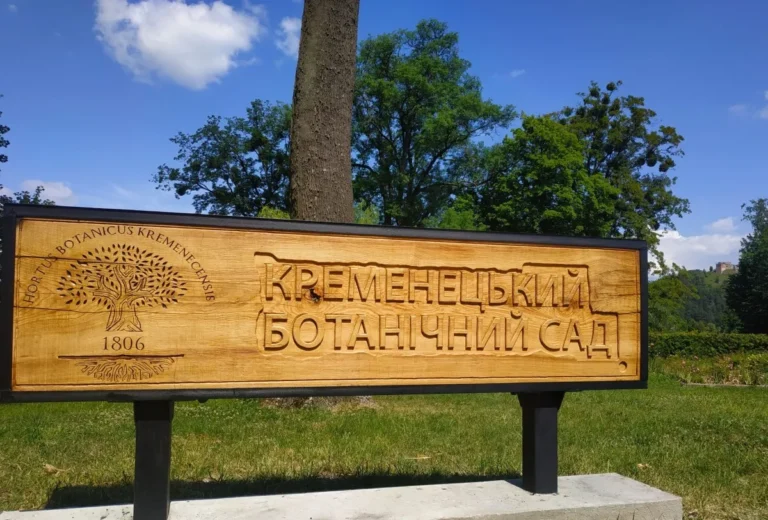 HORTUS BOTANICUS KREMENECENSIS
1806
КРЕМЕНЕЦЬКИЙ
БОТАНІЧНИЙ САД